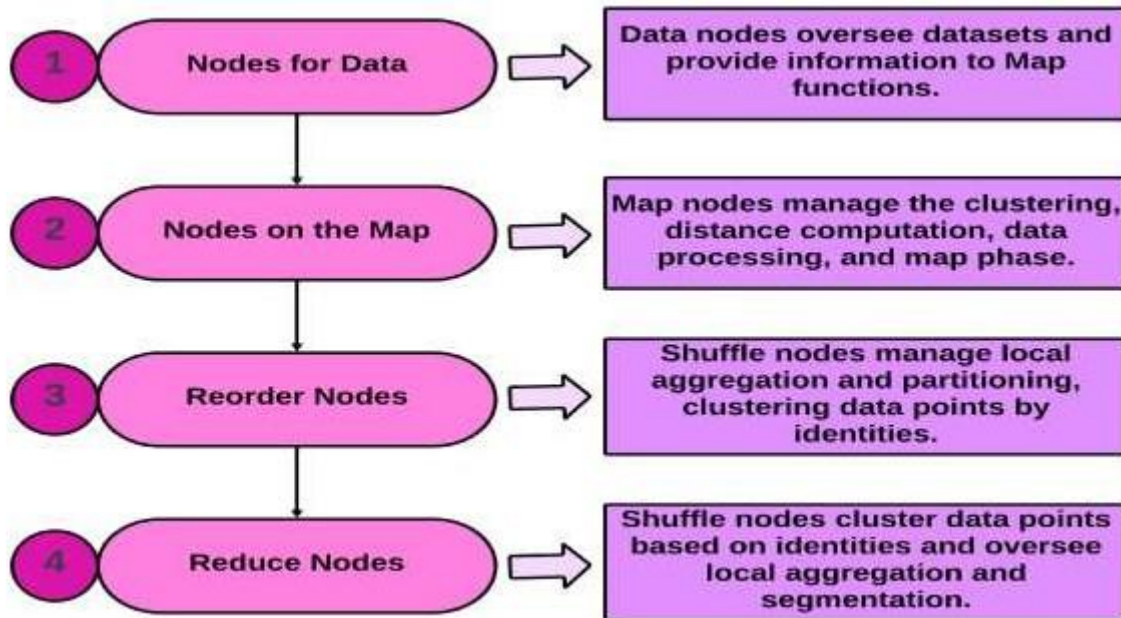 1
Nodes for Data
Data nodes oversee datasets and
provide information to Map
functions.
2
Nodes on the Map
Map nodes manage the clustering,
distance computation, data
processing, and map phase.
3
Reorder Nodes
Shuffle nodes manage local
aggregation and partitioning,
clustering data points by
identities.
4
Reduce Nodes
Shuffle nodes cluster data points
based on identities and oversee
local aggregation and
segmentation.